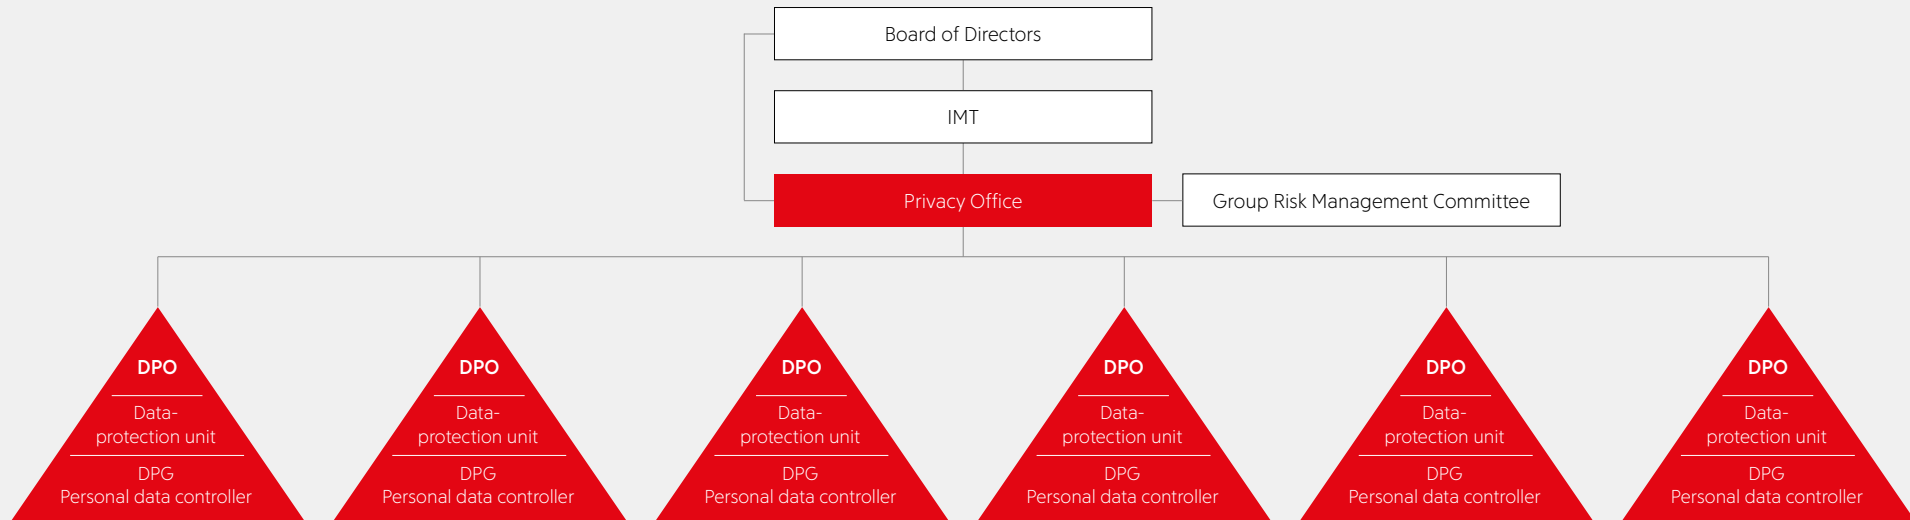 Board of Directors
IMT
Privacy Office
Group Risk Management Committee
DPO
Data-
protection unit
DPG
Personal data controller
DPO
Data-
protection unit
DPG
Personal data controller
DPO
Data-
protection unit
DPG
Personal data controller
DPO
Data-
protection unit
DPG
Personal data controller
DPO
Data-
protection unit
DPG
Personal data controller
DPO
Data-
protection unit
DPG
Personal data controller